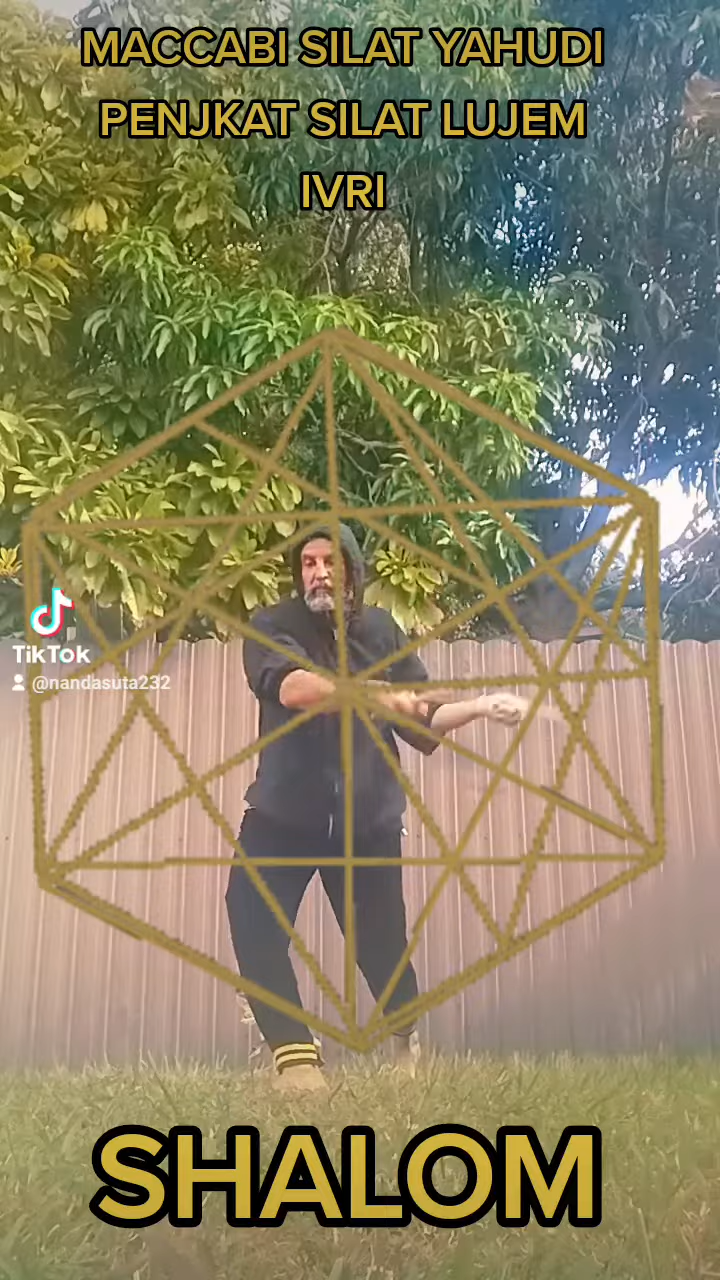 MACCABI SILAT YAHUDI
PENJKAT SILAT LUJEM
IVRI
TikTok
@nandasuta232
SHALOM